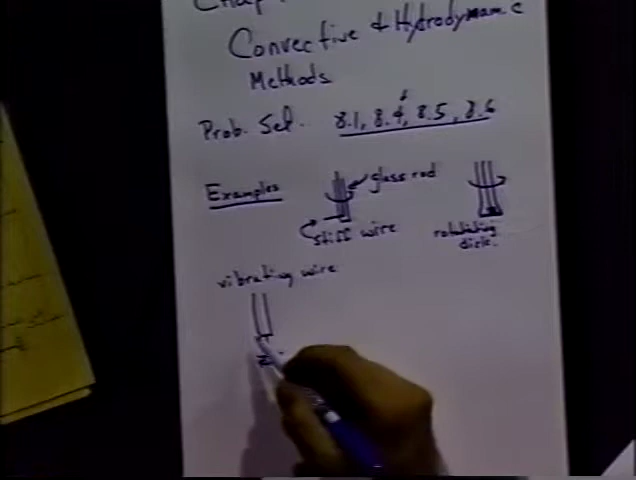 Chap
Convective & Hydrodynamic
Methods
Prob. Set. 8.1, 8.4, 8.5, 8.6
Examples glass rod
stiff wire rotating
disk.
vibrating wire